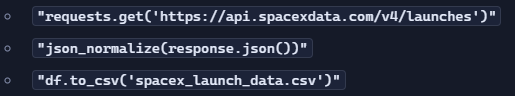 "requests.get('https://api.spacexdata.com/v4/launches')"
"json_normalize(response.json())"
"df.to_csv('spacex_launch_data.csv')"